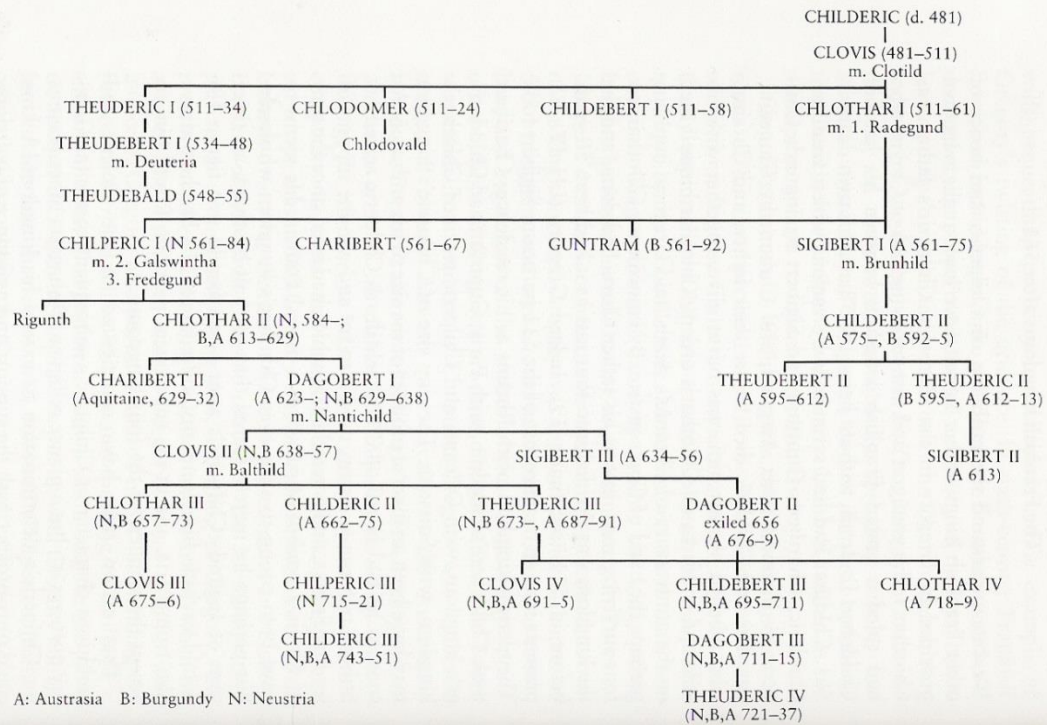 CHILDERIC (d. 481)
CLOVIS (481–511)
m. Clotild
THEUDERIC I (511–34)
CHLODOMER (511–24)
CHILDEBERT I (511–58)
CHLOTHAR I (511–61)
m. 1. Radegund
THEUDEBERT I (534–48)
m. Deuteria
Chlodovald
THEUDEBALD (548–55)
CHILPERIC I (N 561–84)
m. 2. Galswintha
3. Fredegund
CHARIBERT (561–67)
GUNTRAM (B 561–92)
SIGIBERT I (A 561–75)
m. Brunhild
Rigunth
CHLOTHAR II (N, 584–;
B,A 613–629)
CHILDEBERT II
(A 575–, B 592–5)
CHARIBERT II
(Aquitaine, 629–32)
DAGOBERT I
(A 623–; N,B 629–638)
m. Nantichild
THEUDEBERT II
(A 595–612)
THEUDERIC II
(B 595–, A 612–13)
CLOVIS II (N,B 638–57)
m. Balthild
SIGIBERT III (A 634–56)
SIGIBERT II
(A 613)
CHLOTHAR III
(N,B 657–73)
CHILDERIC II
(A 662–75)
THEUDERIC III
(N,B 673–, A 687–91)
DAGOBERT II
exiled 656
(A 676–9)
CLOVIS III
(A 675–6)
CHILPERIC III
(N 715–21)
CLOVIS IV
(N,B,A 691–5)
CHILDEBERT III
(N,B,A 695–711)
CHLOTHAR IV
(A 718–9)
CHILDERIC III
(N,B,A 743–51)
DAGOBERT III
(N,B,A 711–15)
THEUDERIC IV
(N,B,A 721–37)
A: Austrasia B: Burgundy N: Neustria